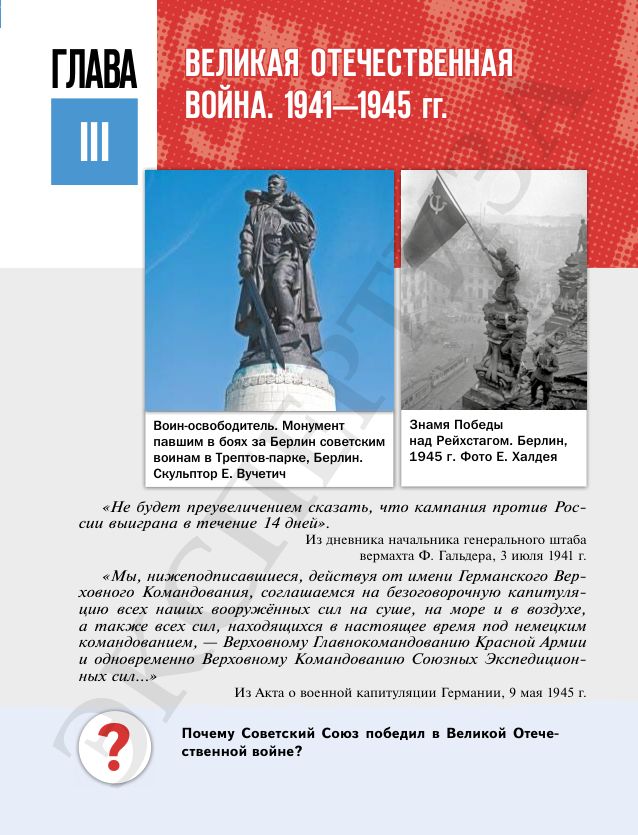 ГЛАВА
III
ВЕЛИКАЯ ОТЕЧЕСТВЕННАЯ
ВОЙНА. 1941—1945 гг.
Воин-освободитель. Монумент
павшим в боях за Берлин советским
воинам в Трептов-парке, Берлин.
Скульптор Е. Вучетич
Знамя Победы
над Рейхстагом. Берлин,
1945 г. Фото Е. Халдея
«Не будет преувеличением сказать, что кампания против Рос-
сии выиграна в течение 14 дней».
Из дневника начальника генерального штаба
вермахта Ф. Гальдера, 3 июля 1941 г.
«Мы, нижеподписавшиеся, действуя от имени Германского Вер-
ховного Командования, соглашаемся на безоговорочную капитуля-
цию всех наших вооружённых сил на суше, на море и в воздухе,
а также всех сил, находящихся в настоящее время под немецким
командованием, — Верховному Главнокомандованию Красной Армии
и одновременно Верховному Командованию Союзных Экспедицион-
ных сил...»
Из Акта о военной капитуляции Германии, 9 мая 1945 г.
?
Почему Советский Союз победил в Великой Отече-
ственной войне?
ЭКСПЕРТИЗА